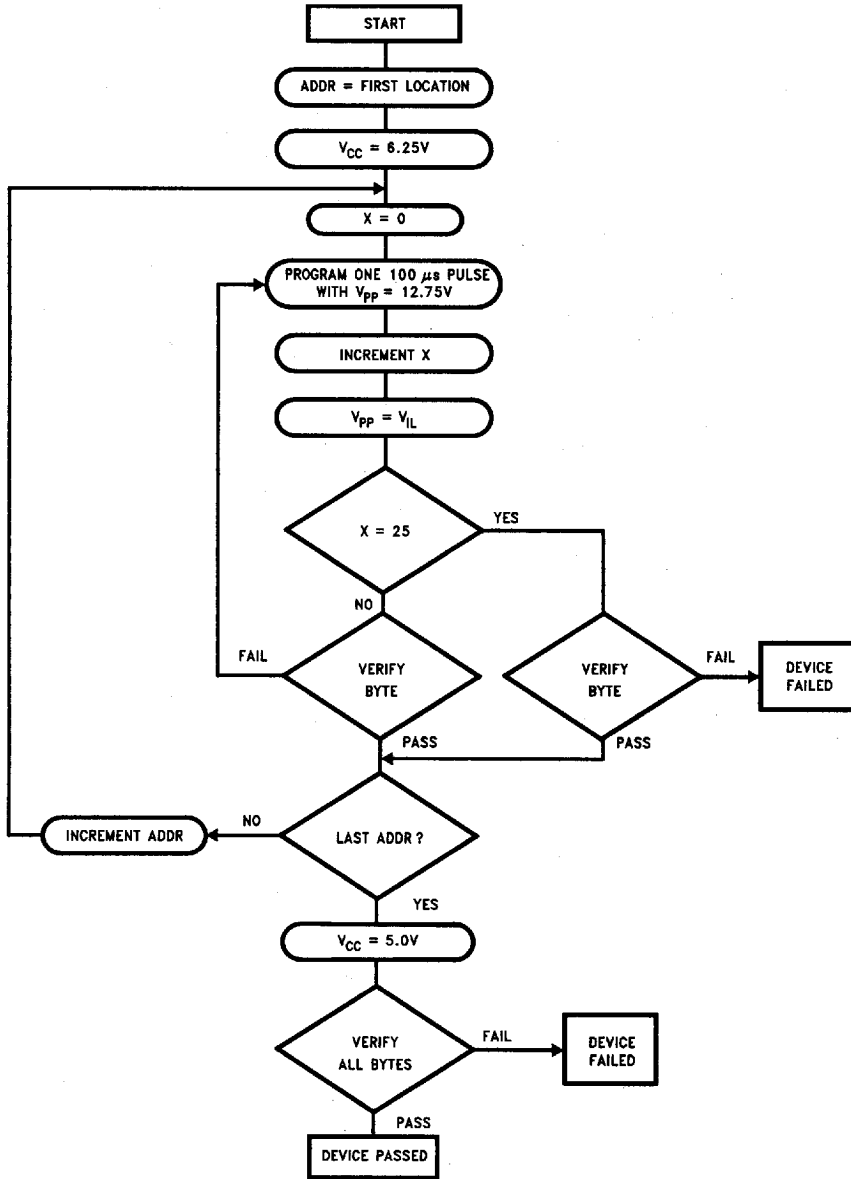 START
ADDR = FIRST LOCATION
VCC = 6.25V
X = 0
PROGRAM ONE 100 μs PULSE
WITH VPP = 12.75V
INCREMENT X
VPP = VIL
X = 25
YES
NO
FAIL
VERIFY
BYTE
VERIFY
BYTE
FAIL
DEVICE
FAILED
PASS
PASS
INCREMENT ADDR
NO
LAST ADDR?
YES
VCC = 5.0V
VERIFY
ALL BYTES
FAIL
DEVICE
FAILED
PASS
DEVICE PASSED